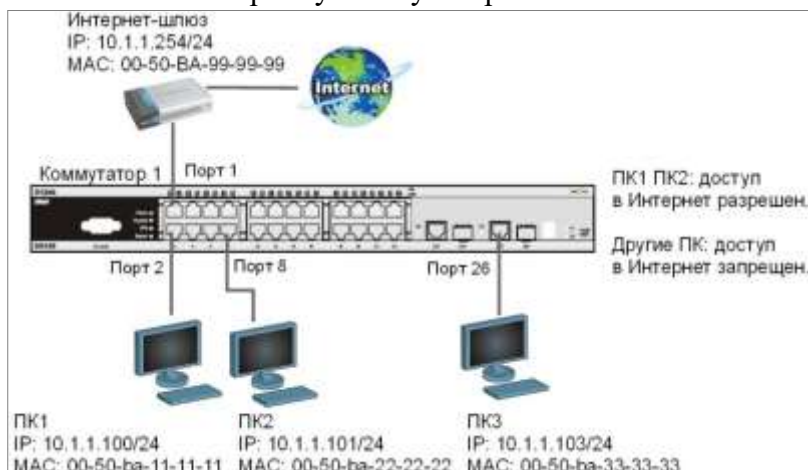 Интернет-шлюз
IP: 10.1.1.254/24
MAC: 00-50-BA-99-99-99
Internet
Коммутатор 1
Порт 1
ПК1 ПК2: доступ
в Интернет разрешен.
Другие ПК: доступ
в Интернет запрещен.
Порт 2
Порт 8
Порт 26
ПК1
IP: 10.1.1.100/24
MAC: 00-50-ba-11-11-11
ПК2
IP: 10.1.1.101/24
MAC: 00-50-ba-22-22-22
ПК3
IP: 10.1.1.103/24
MAC: 00-50-ba-33-33-33